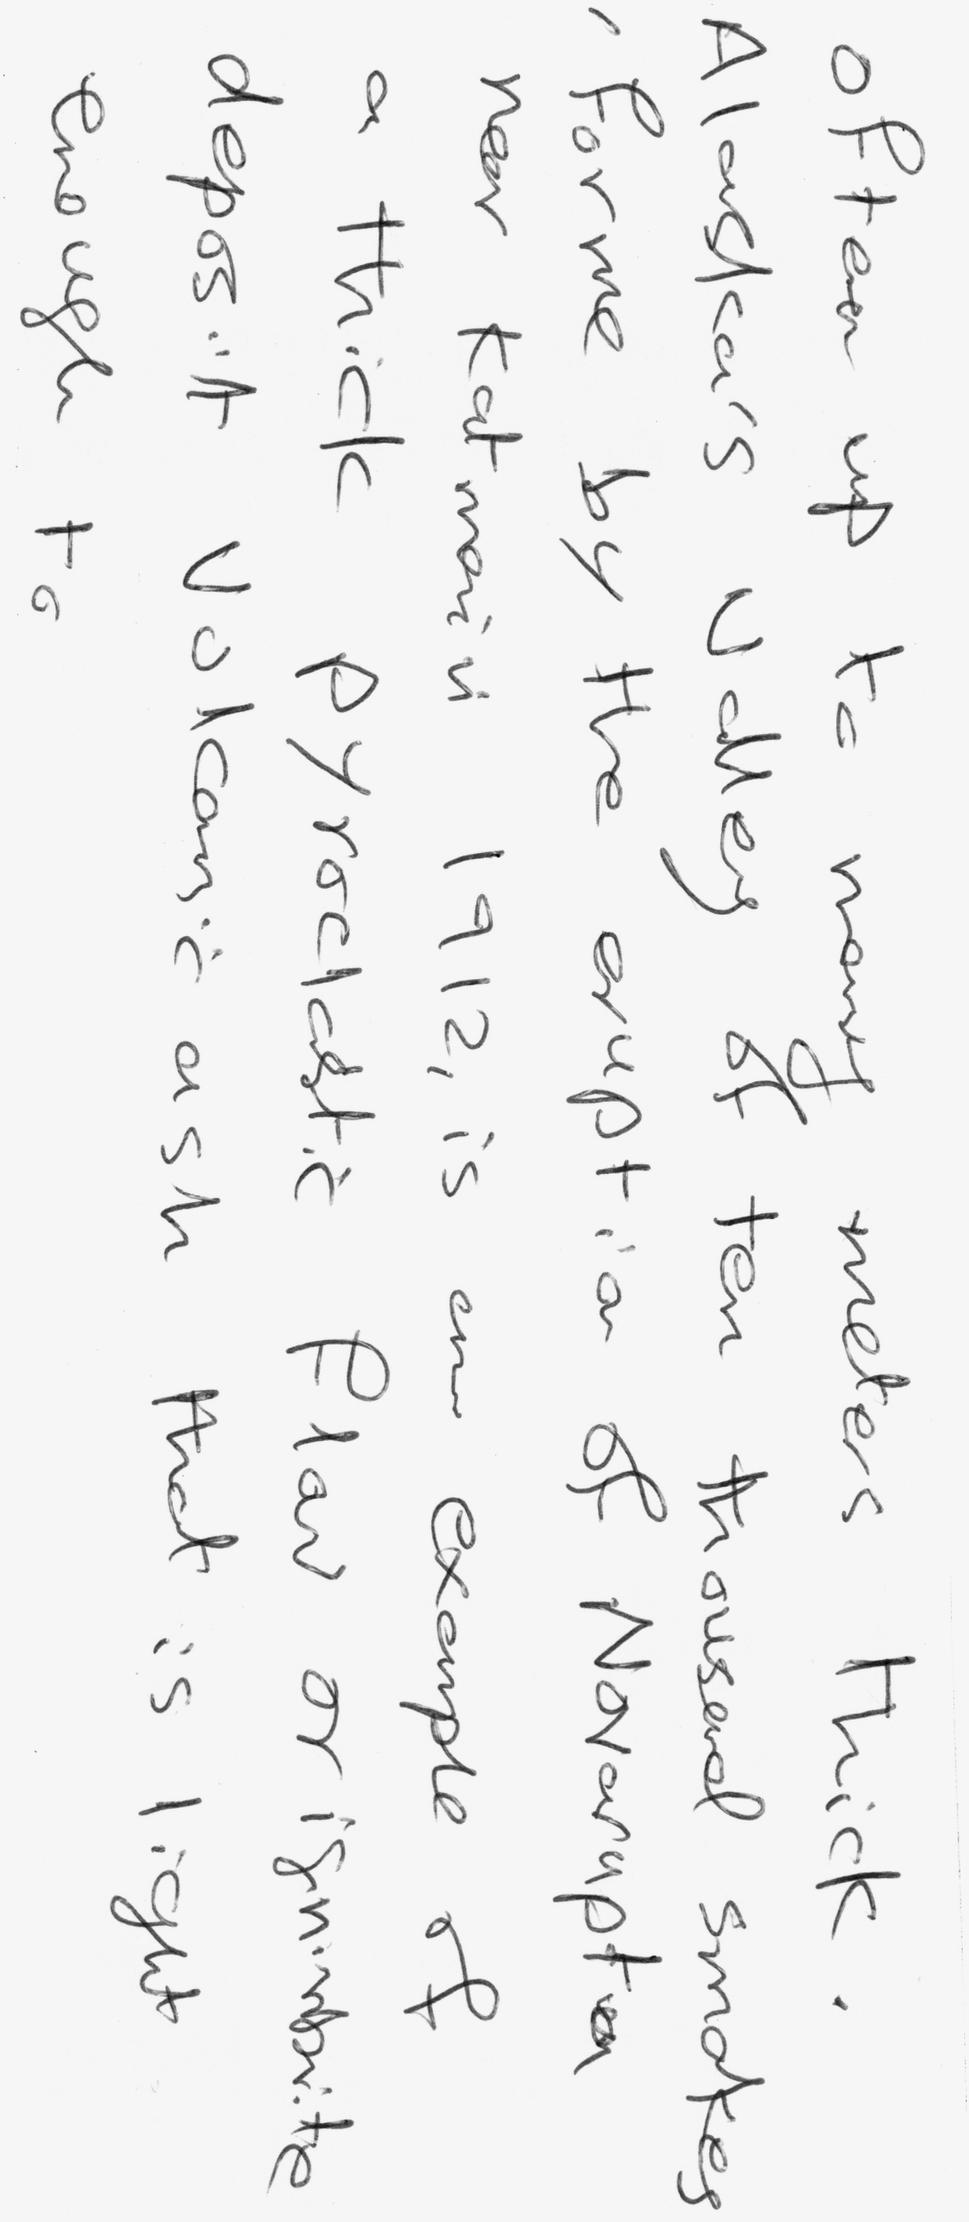 often up to many meters thick.
Alaska's Valley of ten thousand smokes
, forme by the eruption of Novarupta
near Katmai in 1912, is an example of
a thick pyroclastic flow or ignimbrite
deposit Volcanic ash that is light
enough to